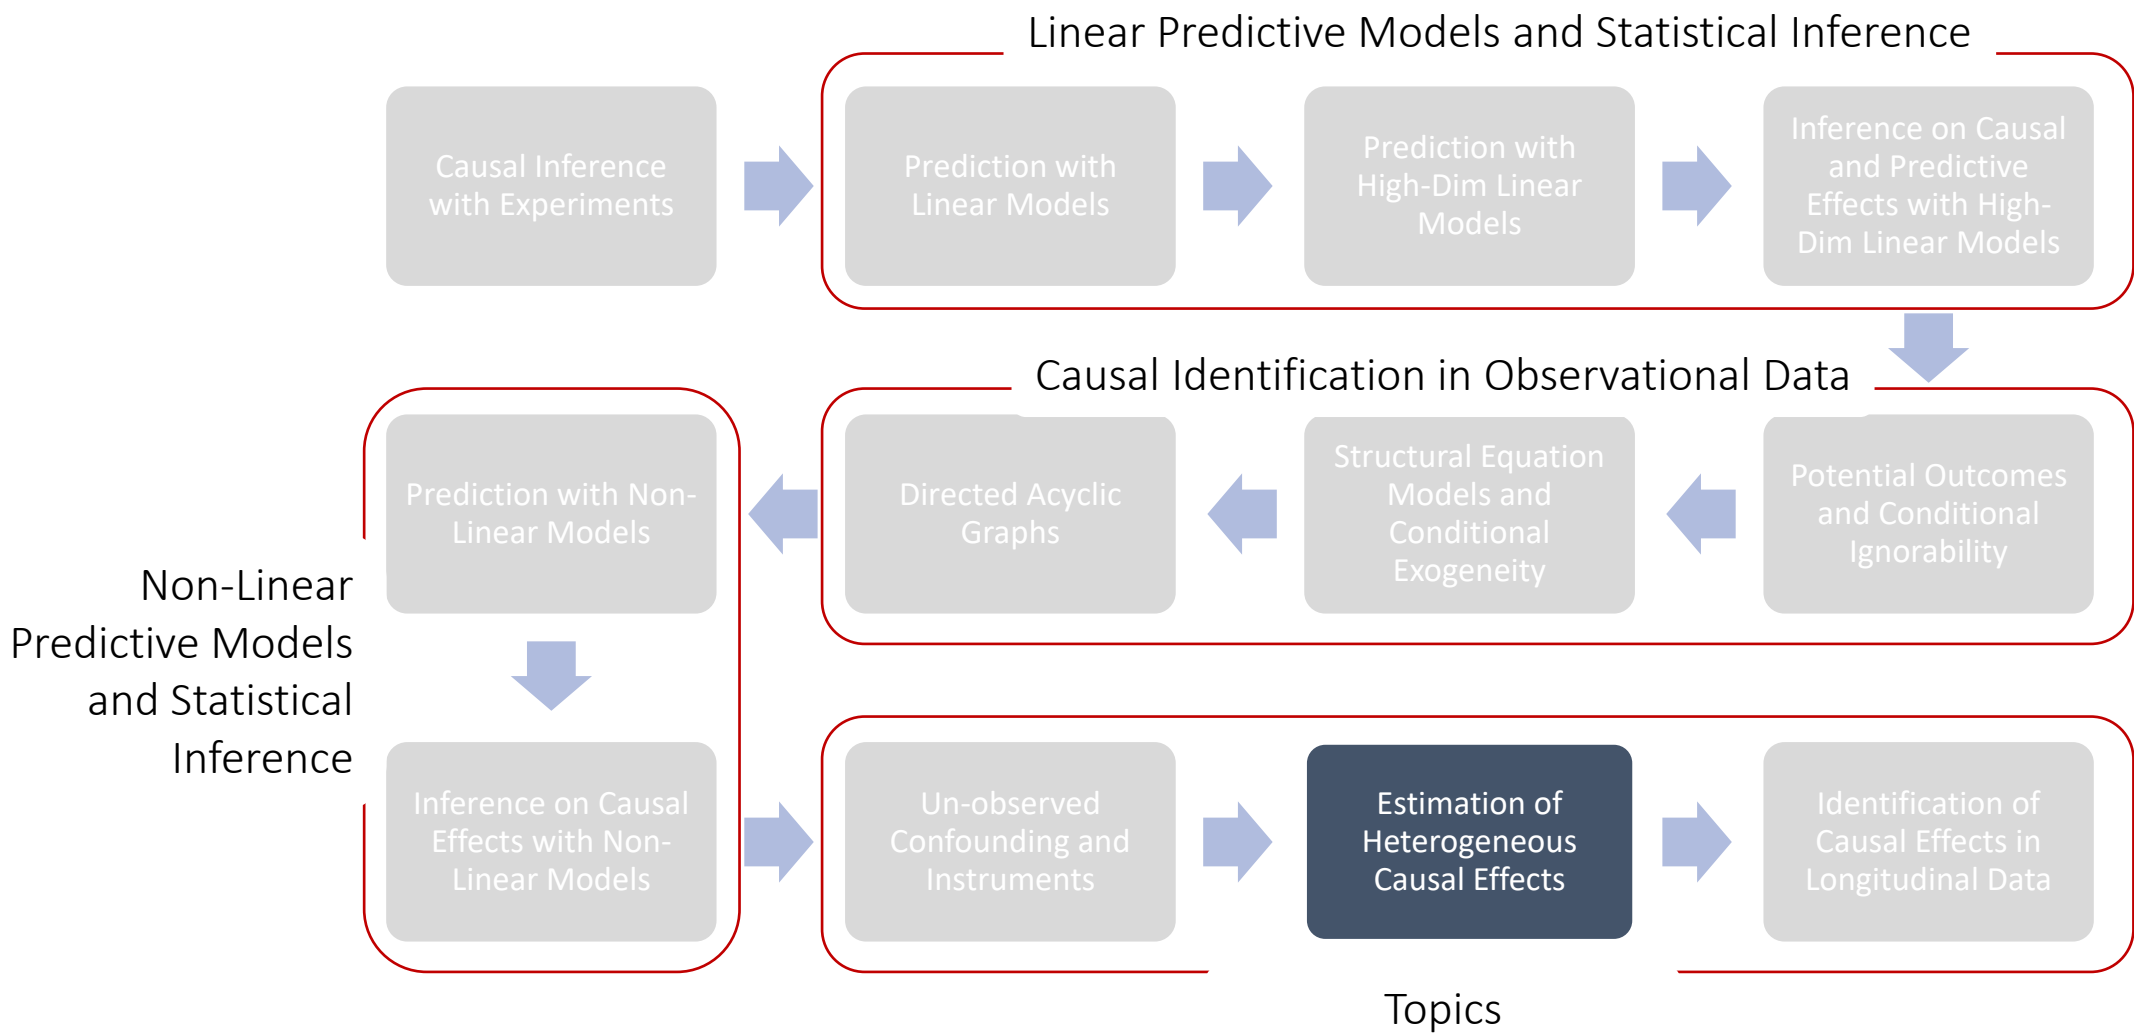 Linear Predictive Models and Statistical Inference
Causal Inference
with Experiments
Prediction with
Linear Models
Prediction with
High-Dim Linear
Models
Inference on Causal
and Predictive
Effects with High-
Dim Linear Models
Causal Identification in Observational Data
Potential Outcomes
and Conditional
Ignorability
Structural Equation
Models and
Conditional
Exogeneity
Directed Acyclic
Graphs
Prediction with Non-
Linear Models
Non-Linear
Predictive Models
and Statistical
Inference
Inference on Causal
Effects with Non-
Linear Models
Un-observed
Confounding and
Instruments
Estimation of
Heterogeneous
Causal Effects
Identification of
Causal Effects in
Longitudinal Data
Topics